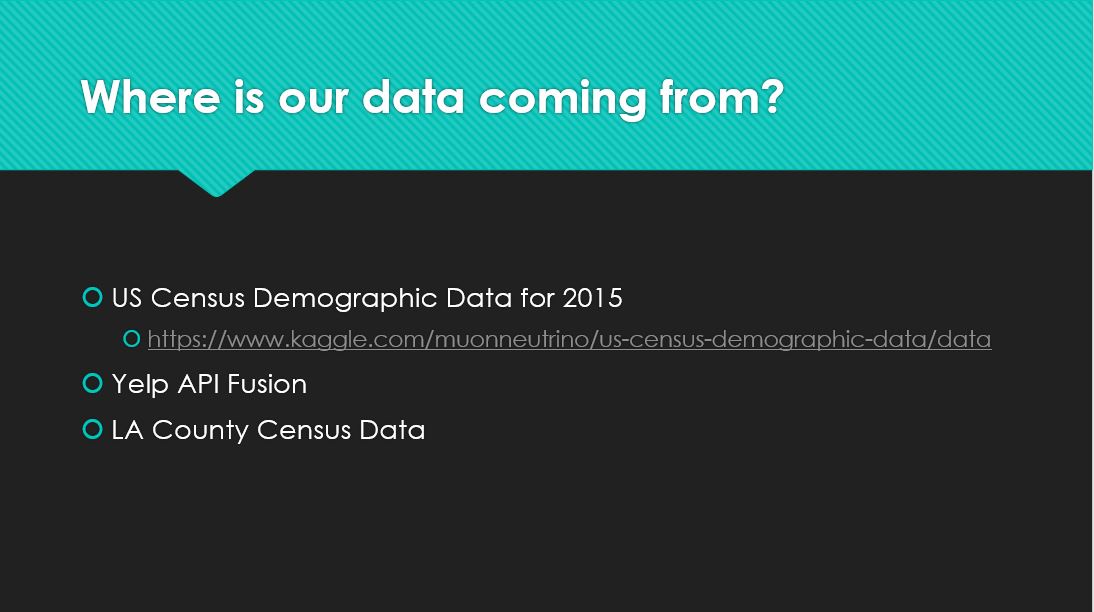 Where is our data coming from?
US Census Demographic Data for 2015
https://www.kaggle.com/muonneutrino/us-census-demographic-data/data
Yelp API Fusion
LA County Census Data